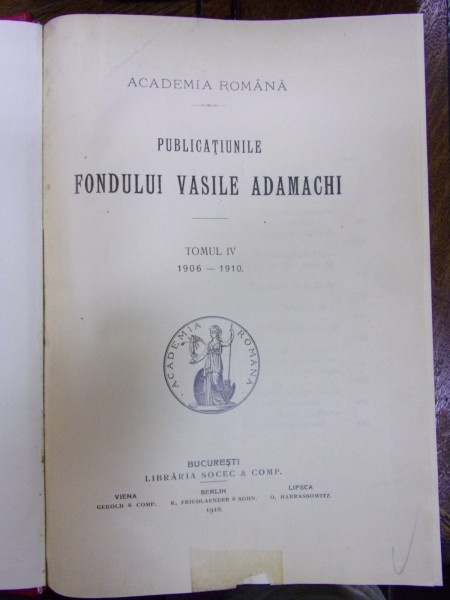 ACADEMIA ROMÂNĂ
PUBLICAȚIUNILE
FONDULUI VASILE ADAMACHI
TOMUL IV
1906 — 1910.
ACADEMIA ROMANA
BUCUREȘTI
LIBRĂRIA SOCEC & COMP.
VIENA BERLIN LIPSCA
GEROLD & COMP. R. FRIEDLAENDER & SOHN. O. HARRASSOWITZ.
1910.